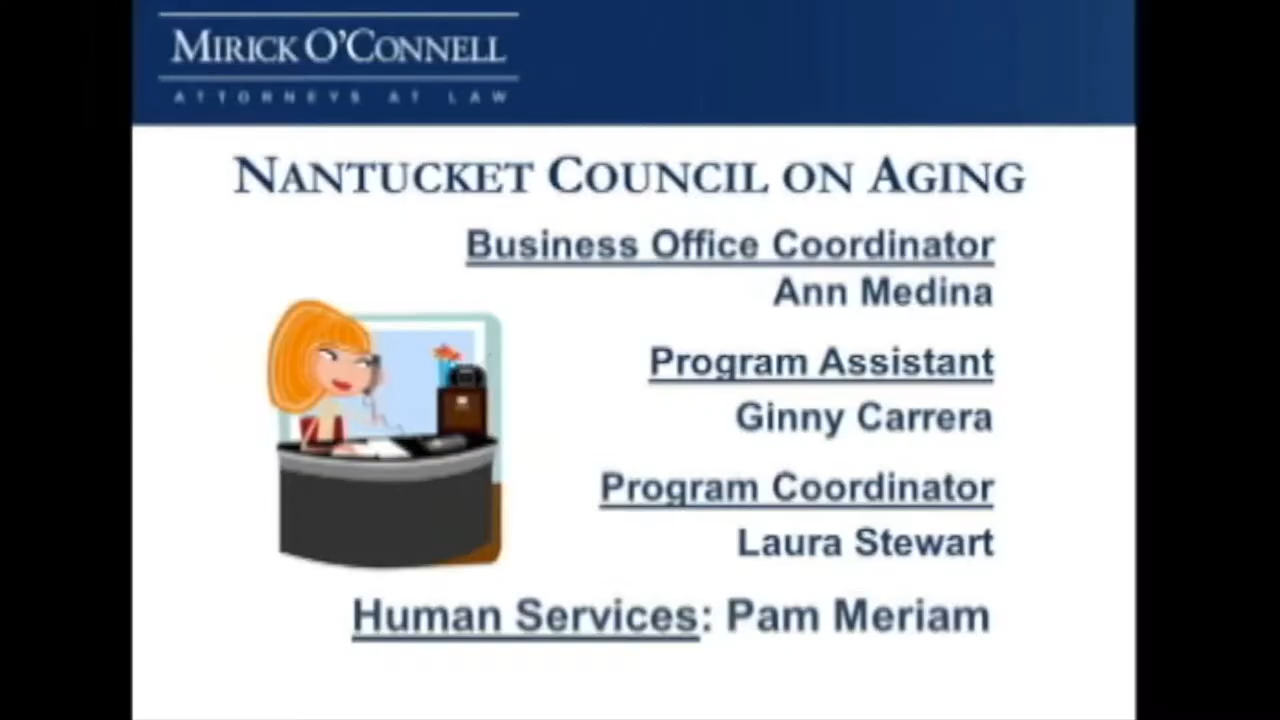 MIRICK O'CONNELL
ATTORNEYS AT LAW
NANTUCKET COUNCIL ON AGING
Business Office Coordinator
Ann Medina
Program Assistant
Ginny Carrera
Program Coordinator
Laura Stewart
Human Services: Pam Meriam